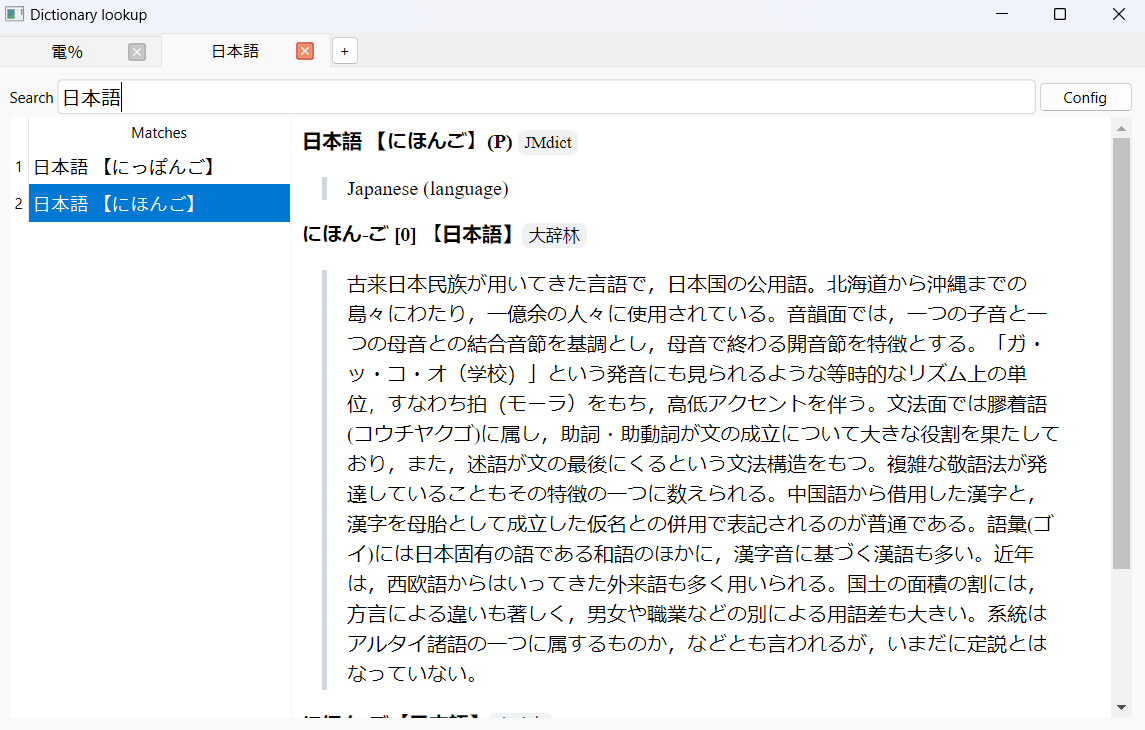 Dictionary lookup
電%
日本語
+
Search
日本語
Config
Matches
1 日本語 【にっぽんご】
2 日本語 【にほんご】
日本語 【にほんご】 (P) JMdict
Japanese (language)
にほん-ご [0] 【日本語】 大辞林
古来日本民族が用いてきた言語で，日本国の公用語。北海道から沖縄までの
島々にわたり，一億余の人々に使用されている。音韻面では，一つの子音と一
つの母音との結合音節を基調とし，母音で終わる開音節を特徴とする。「ガ・
ッ・コ・オ（学校）」という発音にも見られるような等時的なリズム上の単
位，すなわち拍（モーラ）をもち，高低アクセントを伴う。文法面では膠着語
(コウチヤクゴ)に属し，助詞・助動詞が文の成立について大きな役割を果たして
おり，また，述語が文の最後にくるという文法構造をもつ。複雑な敬語法が発
達していることもその特徴の一つに数えられる。中国語から借用した漢字と，
漢字を母胎として成立した仮名との併用で表記されるのが普通である。語彙(ゴ
イ)には日本固有の語である和語のほかに，漢字音に基づく漢語も多い。近年
は，西欧語からはいってきた外来語も多く用いられる。国土の面積の割には，
方言による違いも著しく，男女や職業などの別による用語差も大きい。系統は
アルタイ諸語の一つに属するものか，などとも言われるが，いまだに定説とは
なっていない。
にほん-ご【日本語】